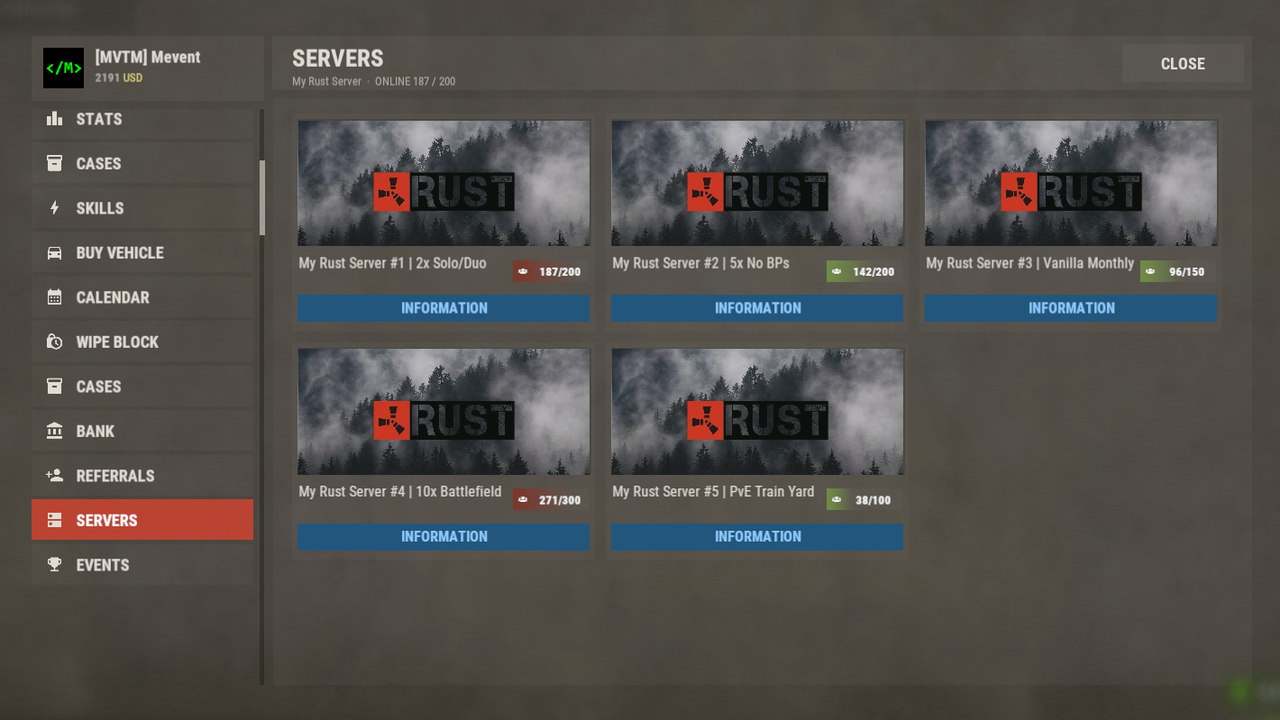 </M>
[MVTM] Mevent
2191 USD
STATS
CASES
SKILLS
BUY VEHICLE
CALENDAR
WIPE BLOCK
CASES
BANK
REFERRALS
SERVERS
EVENTS
SERVERS
My Rust Server · ONLINE 187 / 200
CLOSE
RUST
My Rust Server #1 | 2x Solo/Duo
187/200
INFORMATION
RUST
My Rust Server #2 | 5x No BPs
142/200
INFORMATION
RUST
My Rust Server #3 | Vanilla Monthly
96/150
INFORMATION
RUST
My Rust Server #4 | 10x Battlefield
271/300
INFORMATION
RUST
My Rust Server #5 | PvE Train Yard
38/100
INFORMATION